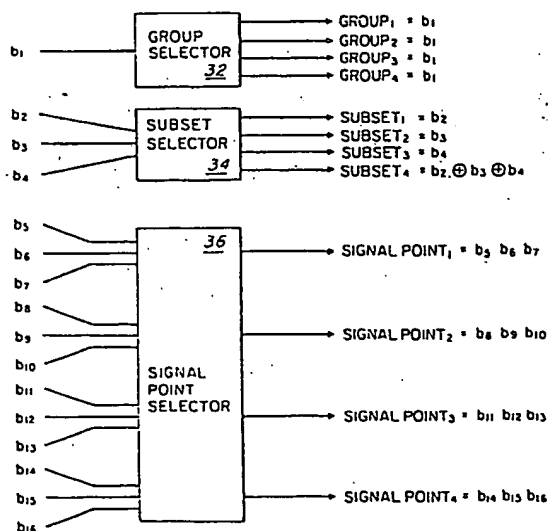 b₁
GROUP
SELECTOR
32
GROUP₁ = b₁
GROUP₂ = b₁
GROUP₃ = b₁
GROUP₄ = b₁
b₂
b₃
b₄
SUBSET
SELECTOR
34
SUBSET₁ = b₂
SUBSET₂ = b₃
SUBSET₃ = b₄
SUBSET₄ = b₂ ⊕ b₃ ⊕ b₄
b₅
b₆
b₇
b₈
b₉
b₁₀
b₁₁
b₁₂
b₁₃
b₁₄
b₁₅
b₁₆
36
SIGNAL
POINT
SELECTOR
SIGNAL POINT₁ = b₅ b₆ b₇
SIGNAL POINT₂ = b₈ b₉ b₁₀
SIGNAL POINT₃ = b₁₁ b₁₂ b₁₃
SIGNAL POINT₄ = b₁₄ b₁₅ b₁₆